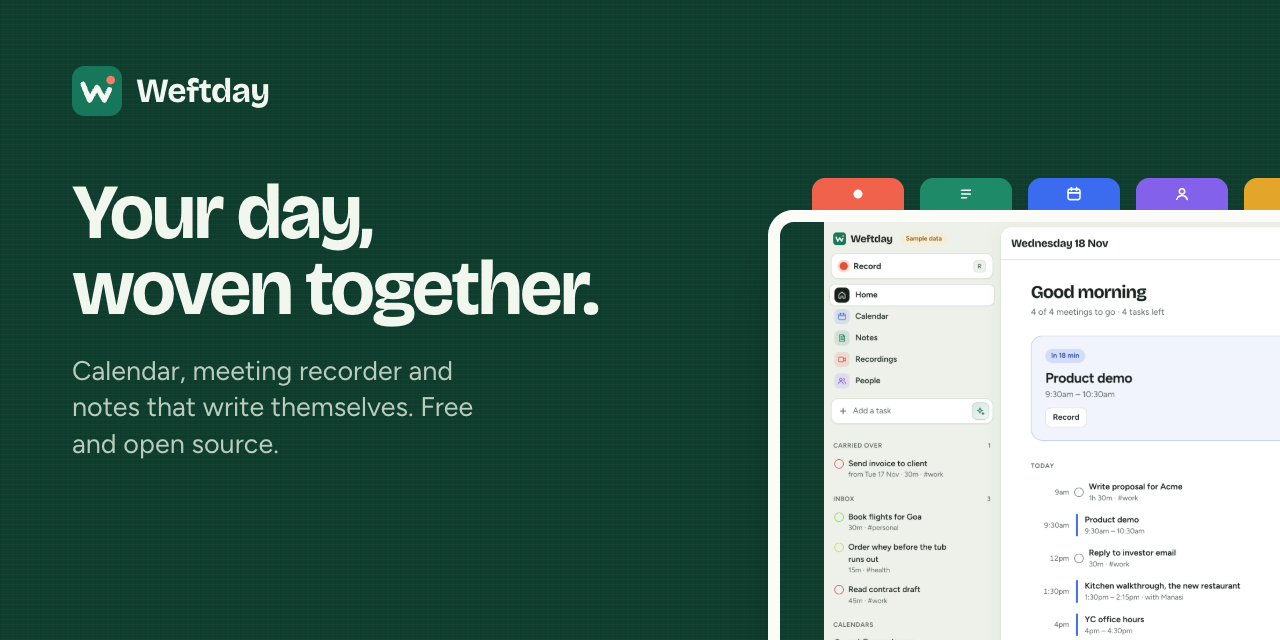 Weftday
Your day,
woven together.
Calendar, meeting recorder and
notes that write themselves. Free
and open source.
Weftday Sample data
Record R
Home
Calendar
Notes
Recordings
People
+ Add a task
CARRIED OVER 1
Send invoice to client
from Tue 17 Nov · 30m · #work
INBOX 3
Book flights for Goa
30m · #personal
Order whey before the tub
runs out
15m · #health
Read contract draft
45m · #work
CALENDARS
Wednesday 18 Nov
Good morning
4 of 4 meetings to go · 4 tasks left
In 18 min
Product demo
9:30am – 10:30am
Record
TODAY
9am Write proposal for Acme
1h 30m · #work
9:30am Product demo
9:30am – 10:30am
12pm Reply to investor email
30m · #work
1:30pm Kitchen walkthrough, the new restaurant
1:30pm – 2:15pm · with Manasi
4pm YC office hours
4pm – 4:30pm